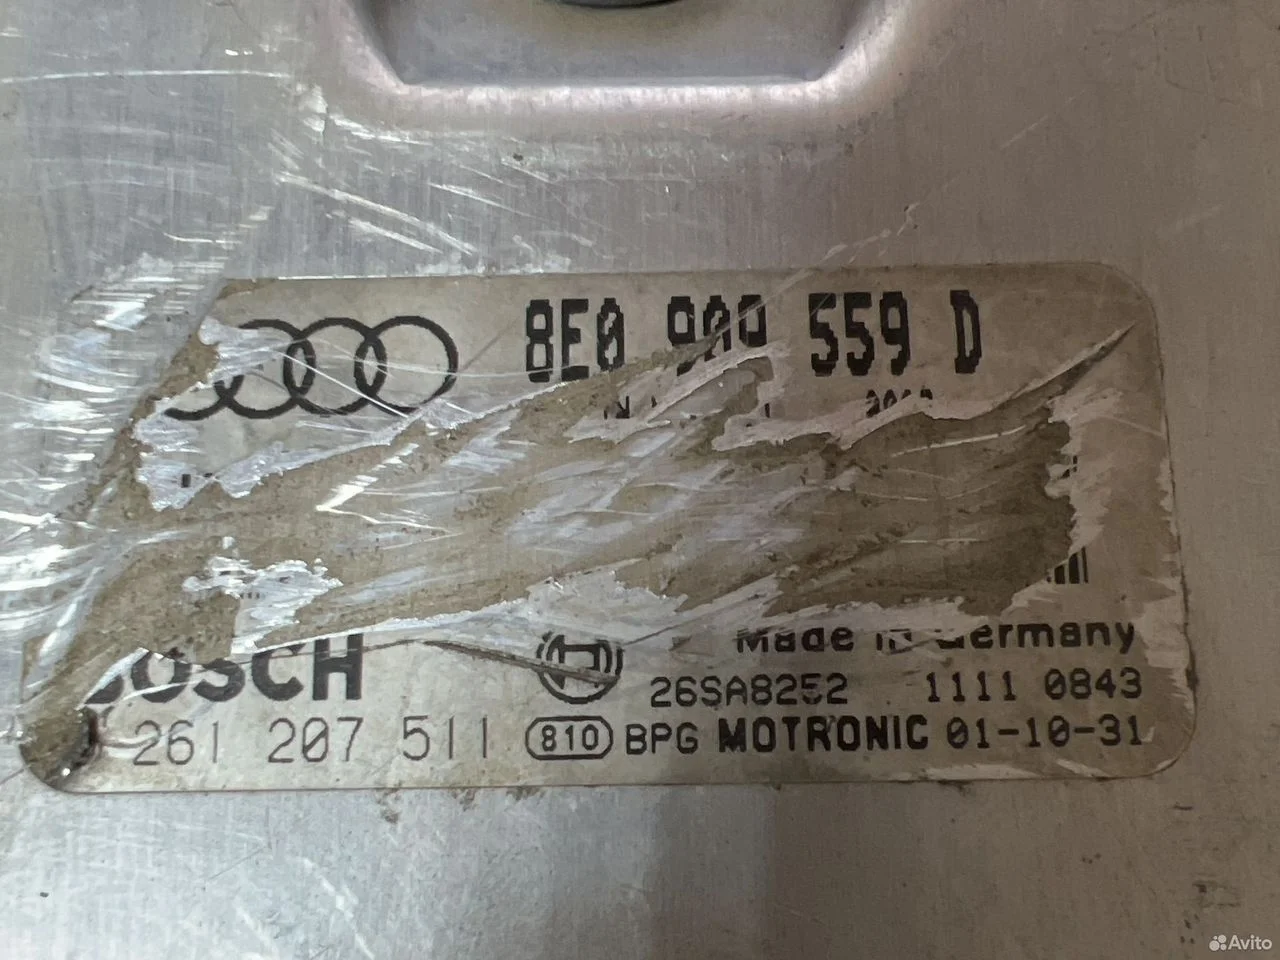 8E0 909 559 D
BOSCH
Made in Germany
26SA8252 1111 0843
261 207 511 810 BPG MOTRONIC 01-10-31
Avito